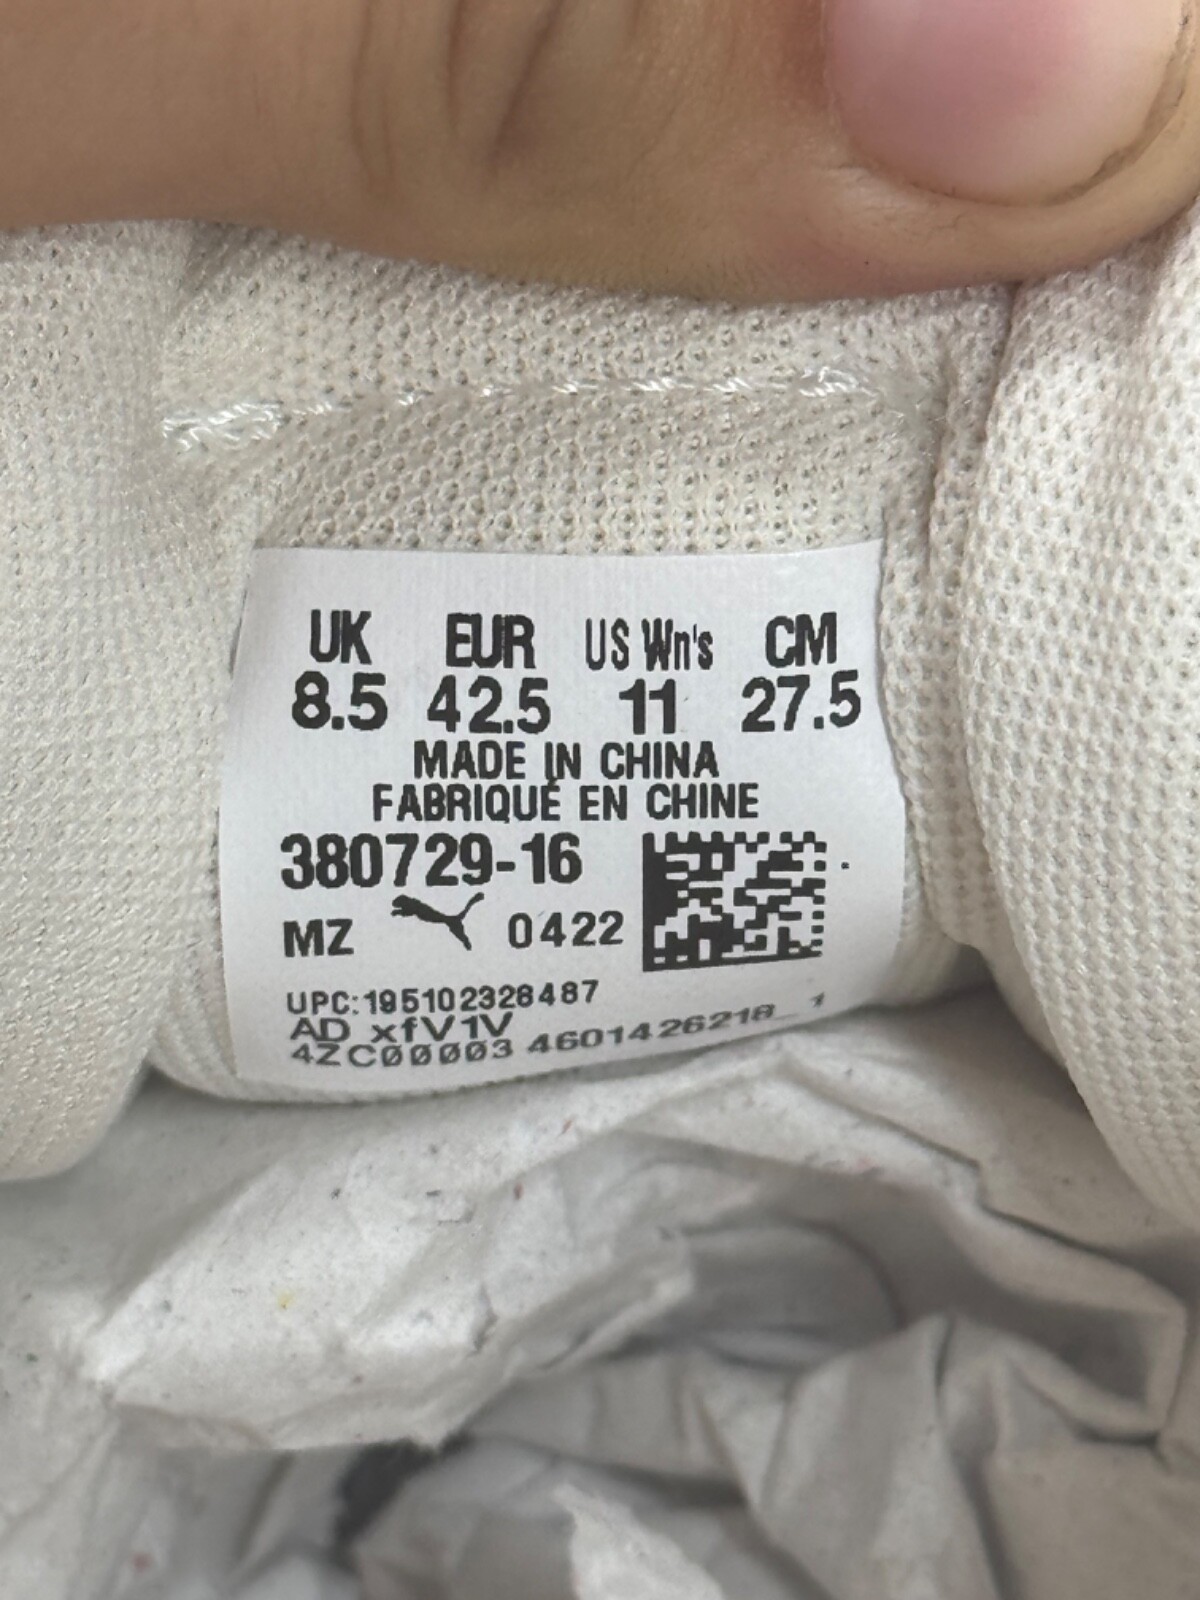 UK EUR US Wn's CM
8.5 42.5 11 27.5
MADE IN CHINA
FABRIQUÉ EN CHINE
380729-16
MZ 0422
UPC:195102328487
AD xfV1V
4ZC00003 4601426218_1